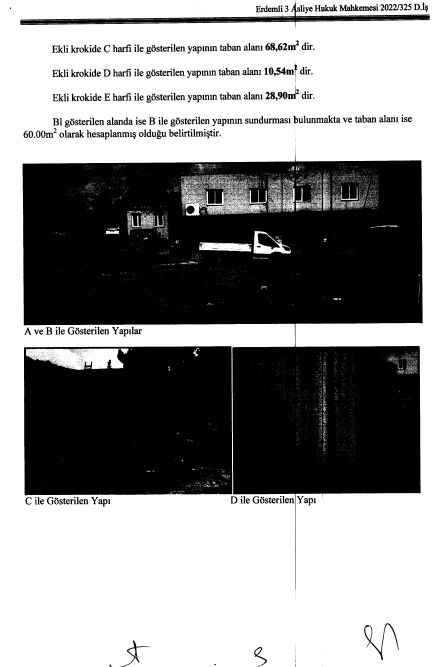 Erdemli 3 Asliye Hukuk Mahkemesi 2022/325 D.İş
Ekli krokide C harfi ile gösterilen yapının taban alanı 68,62m² dir.
Ekli krokide D harfi ile gösterilen yapının taban alanı 10,54m² dir.
Ekli krokide E harfi ile gösterilen yapının taban alanı 28,90m² dir.
Bl gösterilen alanda ise B ile gösterilen yapının sundurması bulunmakta ve taban alanı ise
60.00m² olarak hesaplanmış olduğu belirtilmiştir.
A ve B ile Gösterilen Yapılar
C ile Gösterilen Yapı
D ile Gösterilen Yapı